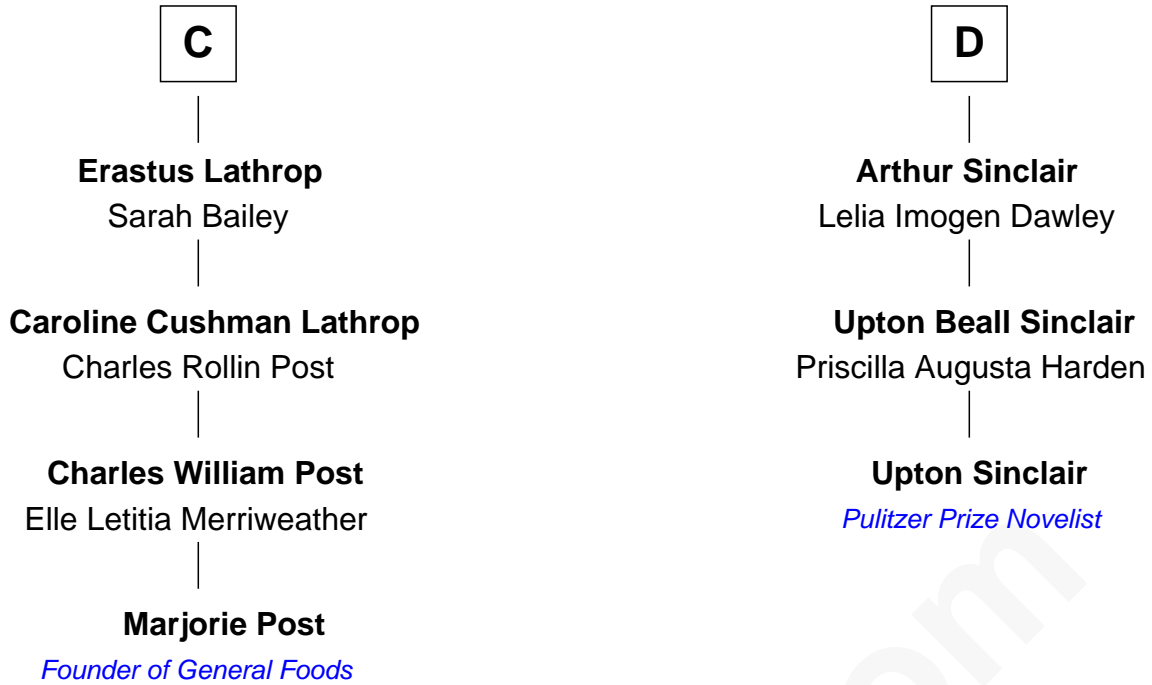 C
Erastus Lathrop
Sarah Bailey
Caroline Cushman Lathrop
Charles Rollin Post
Charles William Post
Elle Letitia Merriweather
Marjorie Post
Founder of General Foods
D
Arthur Sinclair
Lelia Imogen Dawley
Upton Beall Sinclair
Priscilla Augusta Harden
Upton Sinclair
Pulitzer Prize Novelist
om